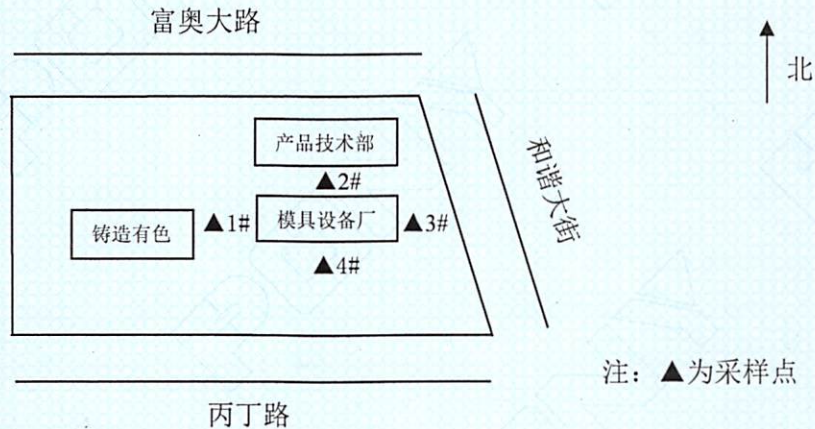 富奥大路
北
产品技术部
▲2#
和谐大街
铸造有色
▲1#
模具设备厂
▲3#
▲4#
注：▲为采样点
丙丁路